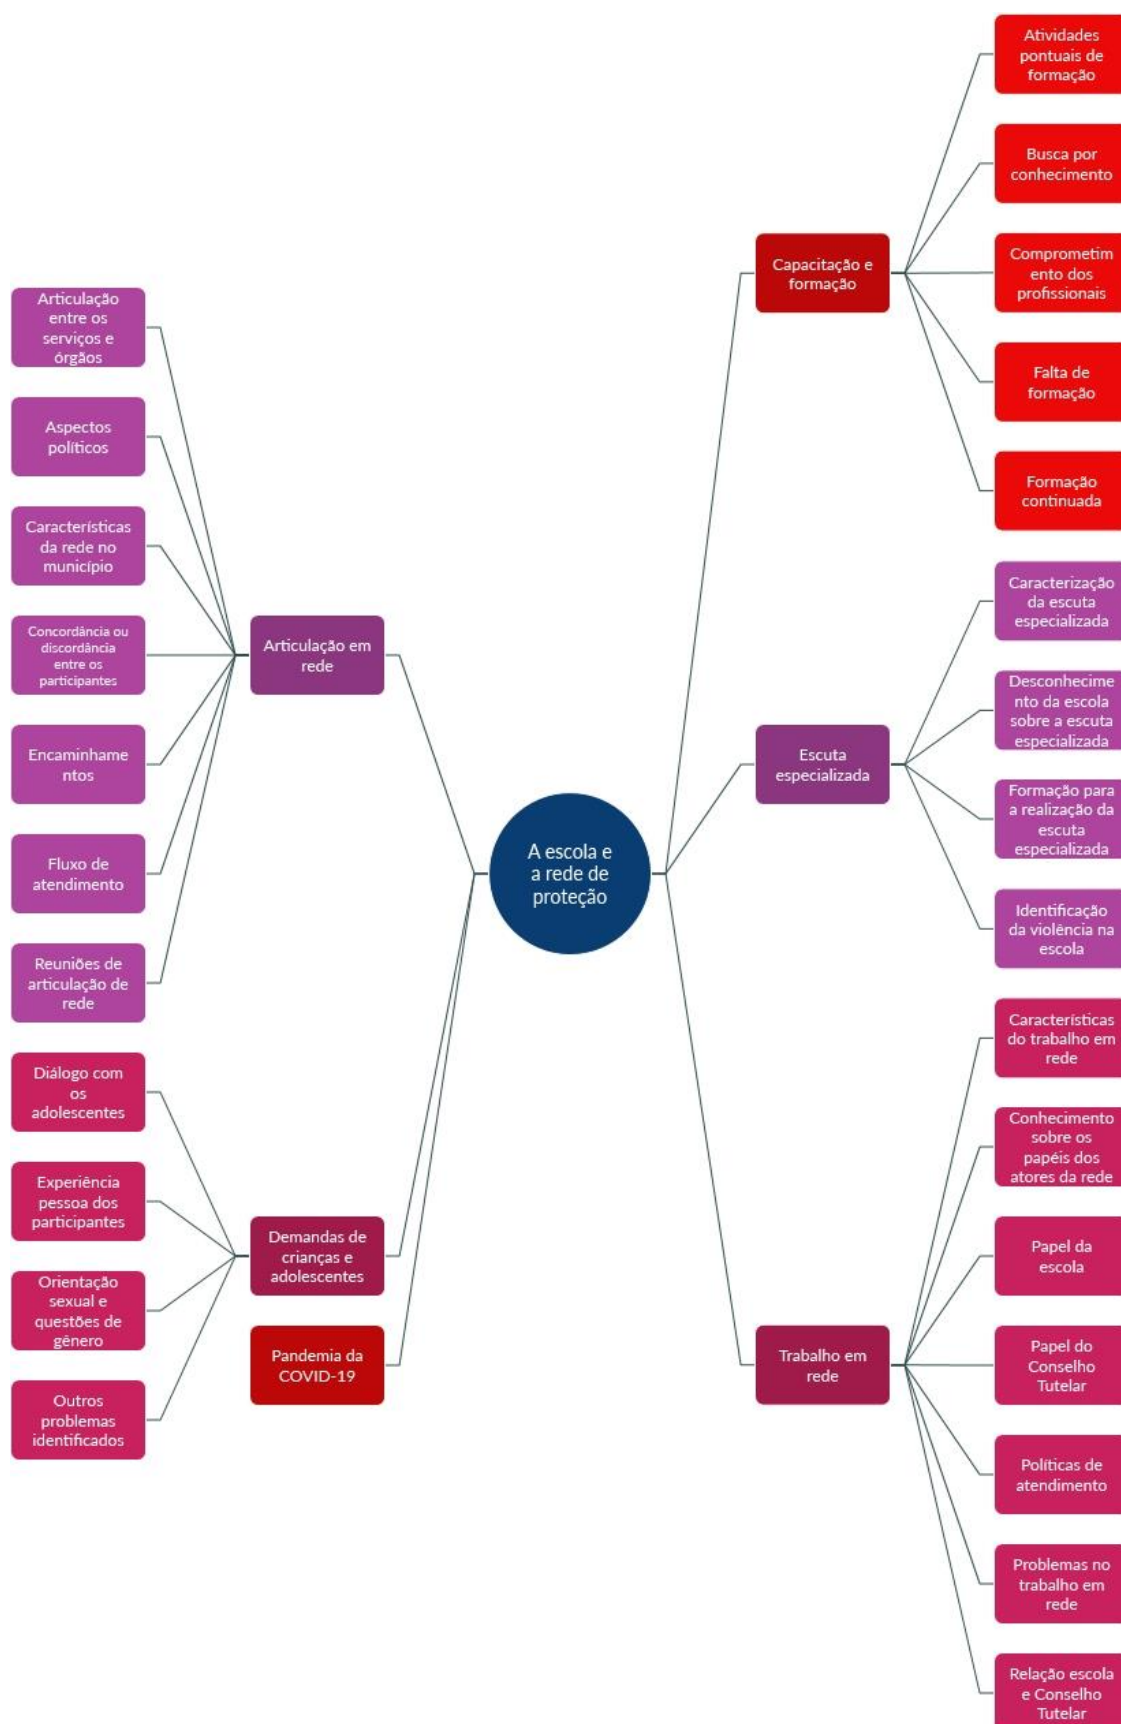 A escola e
a rede de
proteção
Articulação em
rede
Articulação
entre os
serviços e
órgãos
Aspectos
políticos
Características
da rede no
município
Concordância ou
discordância
entre os
participantes
Encaminhame
ntos
Fluxo de
atendimento
Reuniões de
articulação de
rede
Demandas de
crianças e
adolescentes
Diálogo com
os
adolescentes
Experiência
pessoa dos
participantes
Orientação
sexual e
questões de
gênero
Outros
problemas
identificados
Pandemia da
COVID-19
Capacitação e
formação
Atividades
pontuais de
formação
Busca por
conhecimento
Comprometim
ento dos
profissionais
Falta de
formação
Formação
continuada
Escuta
especializada
Caracterização
da escuta
especializada
Desconhecime
nto da escola
sobre a escuta
especializada
Formação para
a realização da
escuta
especializada
Identificação
da violência na
escola
Trabalho em
rede
Características
do trabalho em
rede
Conhecimento
sobre os
papéis dos
atores da rede
Papel da
escola
Papel do
Conselho
Tutelar
Políticas de
atendimento
Problemas no
trabalho em
rede
Relação escola
e Conselho
Tutelar